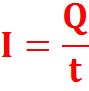 I = Q/t